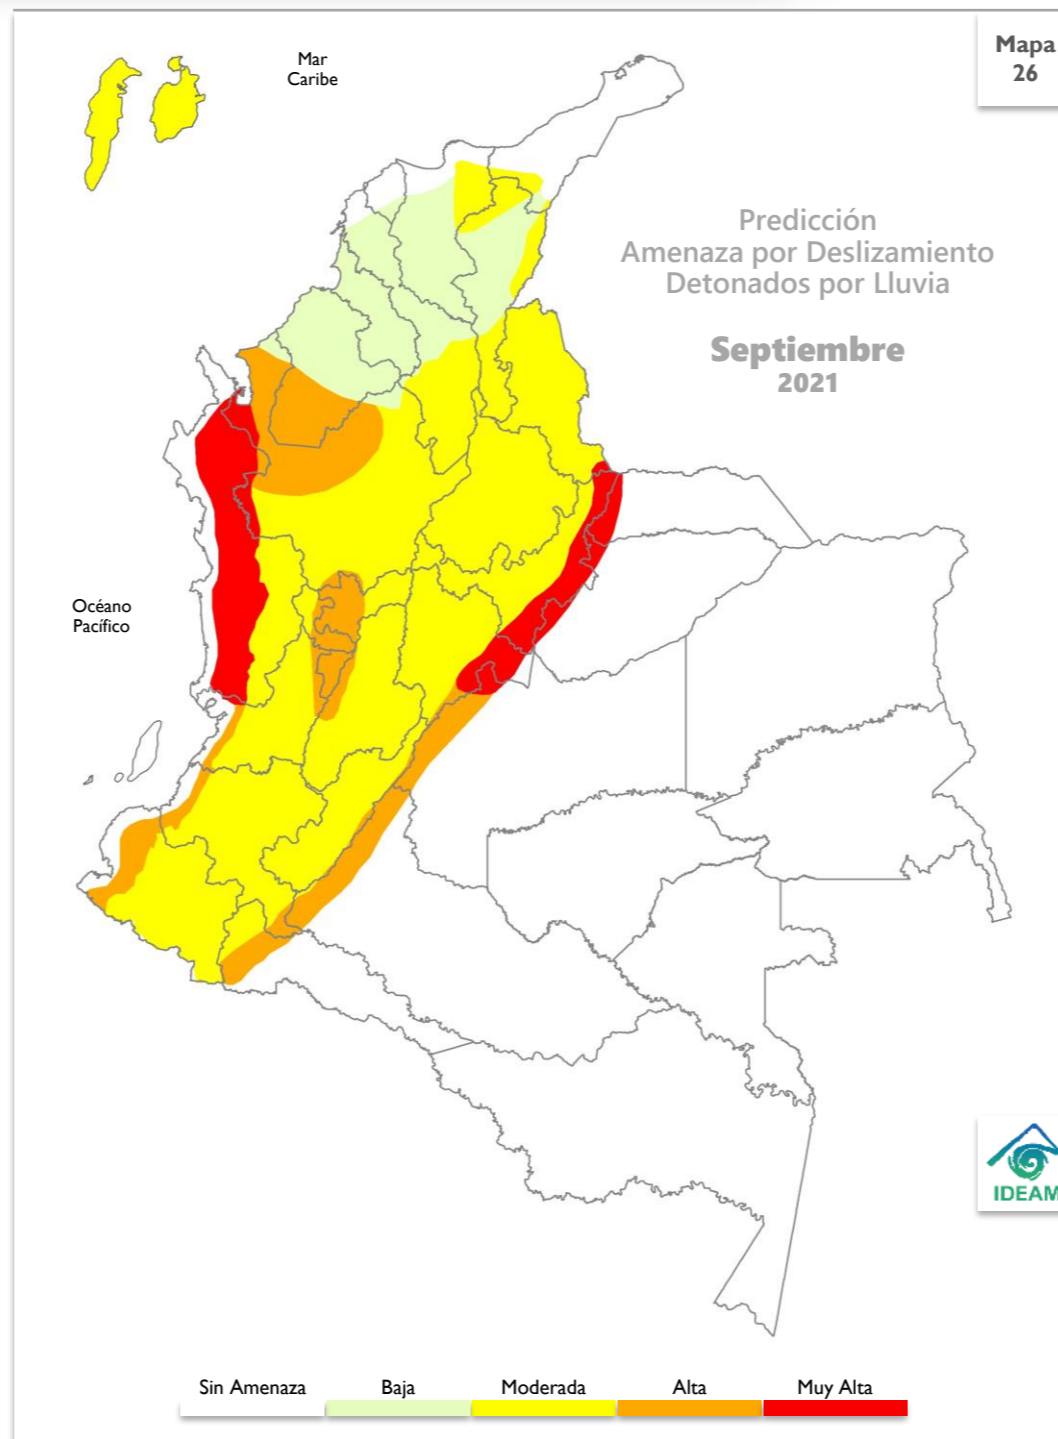 Mar
Caribe
Mapa
26
Predicción
Amenaza por Deslizamiento
Detonados por Lluvia
Septiembre
2021
Océano
Pacífico
IDEAM
Sin Amenaza Baja Moderada Alta Muy Alta